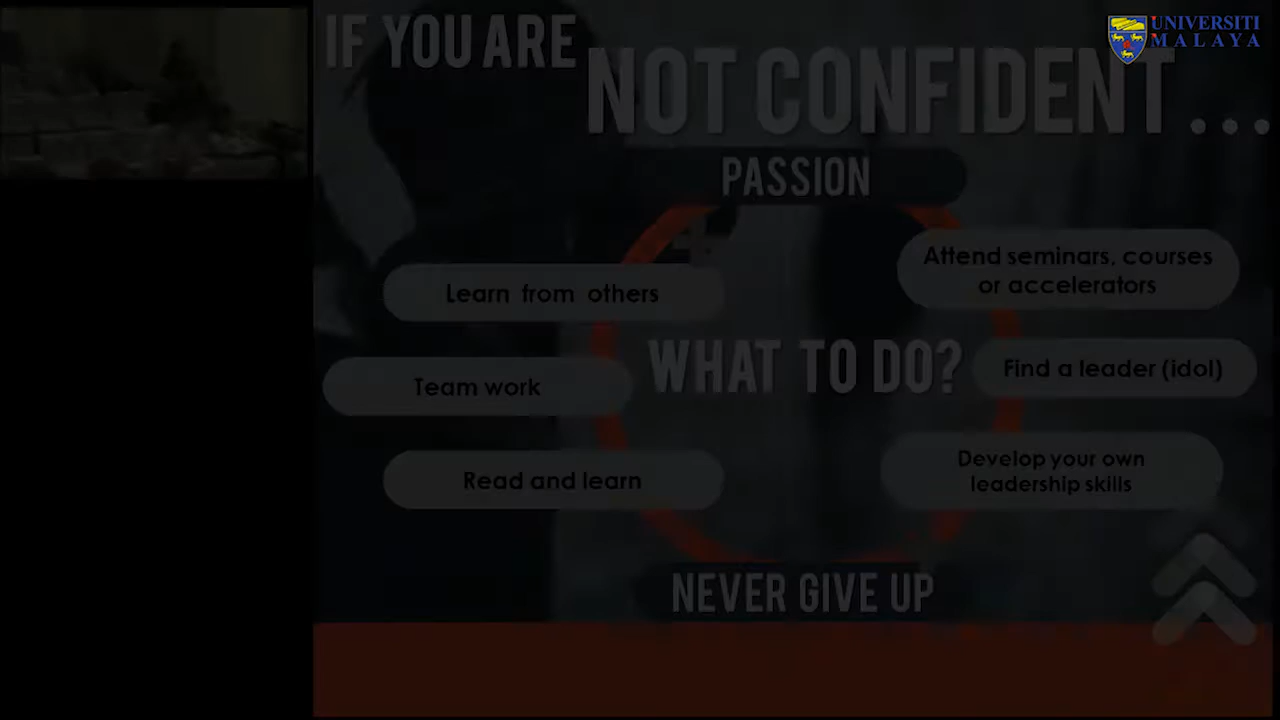 IF YOU ARE
NOT CONFIDENT ...
UNIVERSITI
MALAYA
PASSION
Attend seminars, courses
or accelerators
Learn from others
WHAT TO DO?
Find a leader (idol)
Team work
Develop your own
leadership skills
Read and learn
NEVER GIVE UP